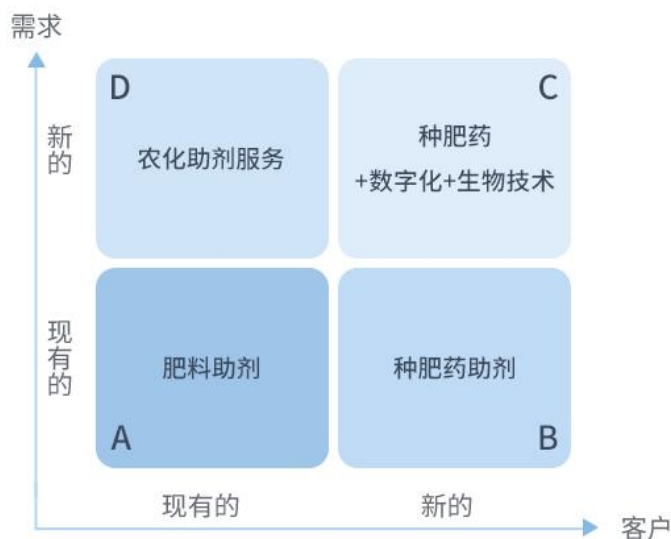 需求
D
C
新的
农化助剂服务
种肥药
+数字化+生物技术
现有的
肥料助剂
种肥药助剂
A
B
现有的
新的
客户